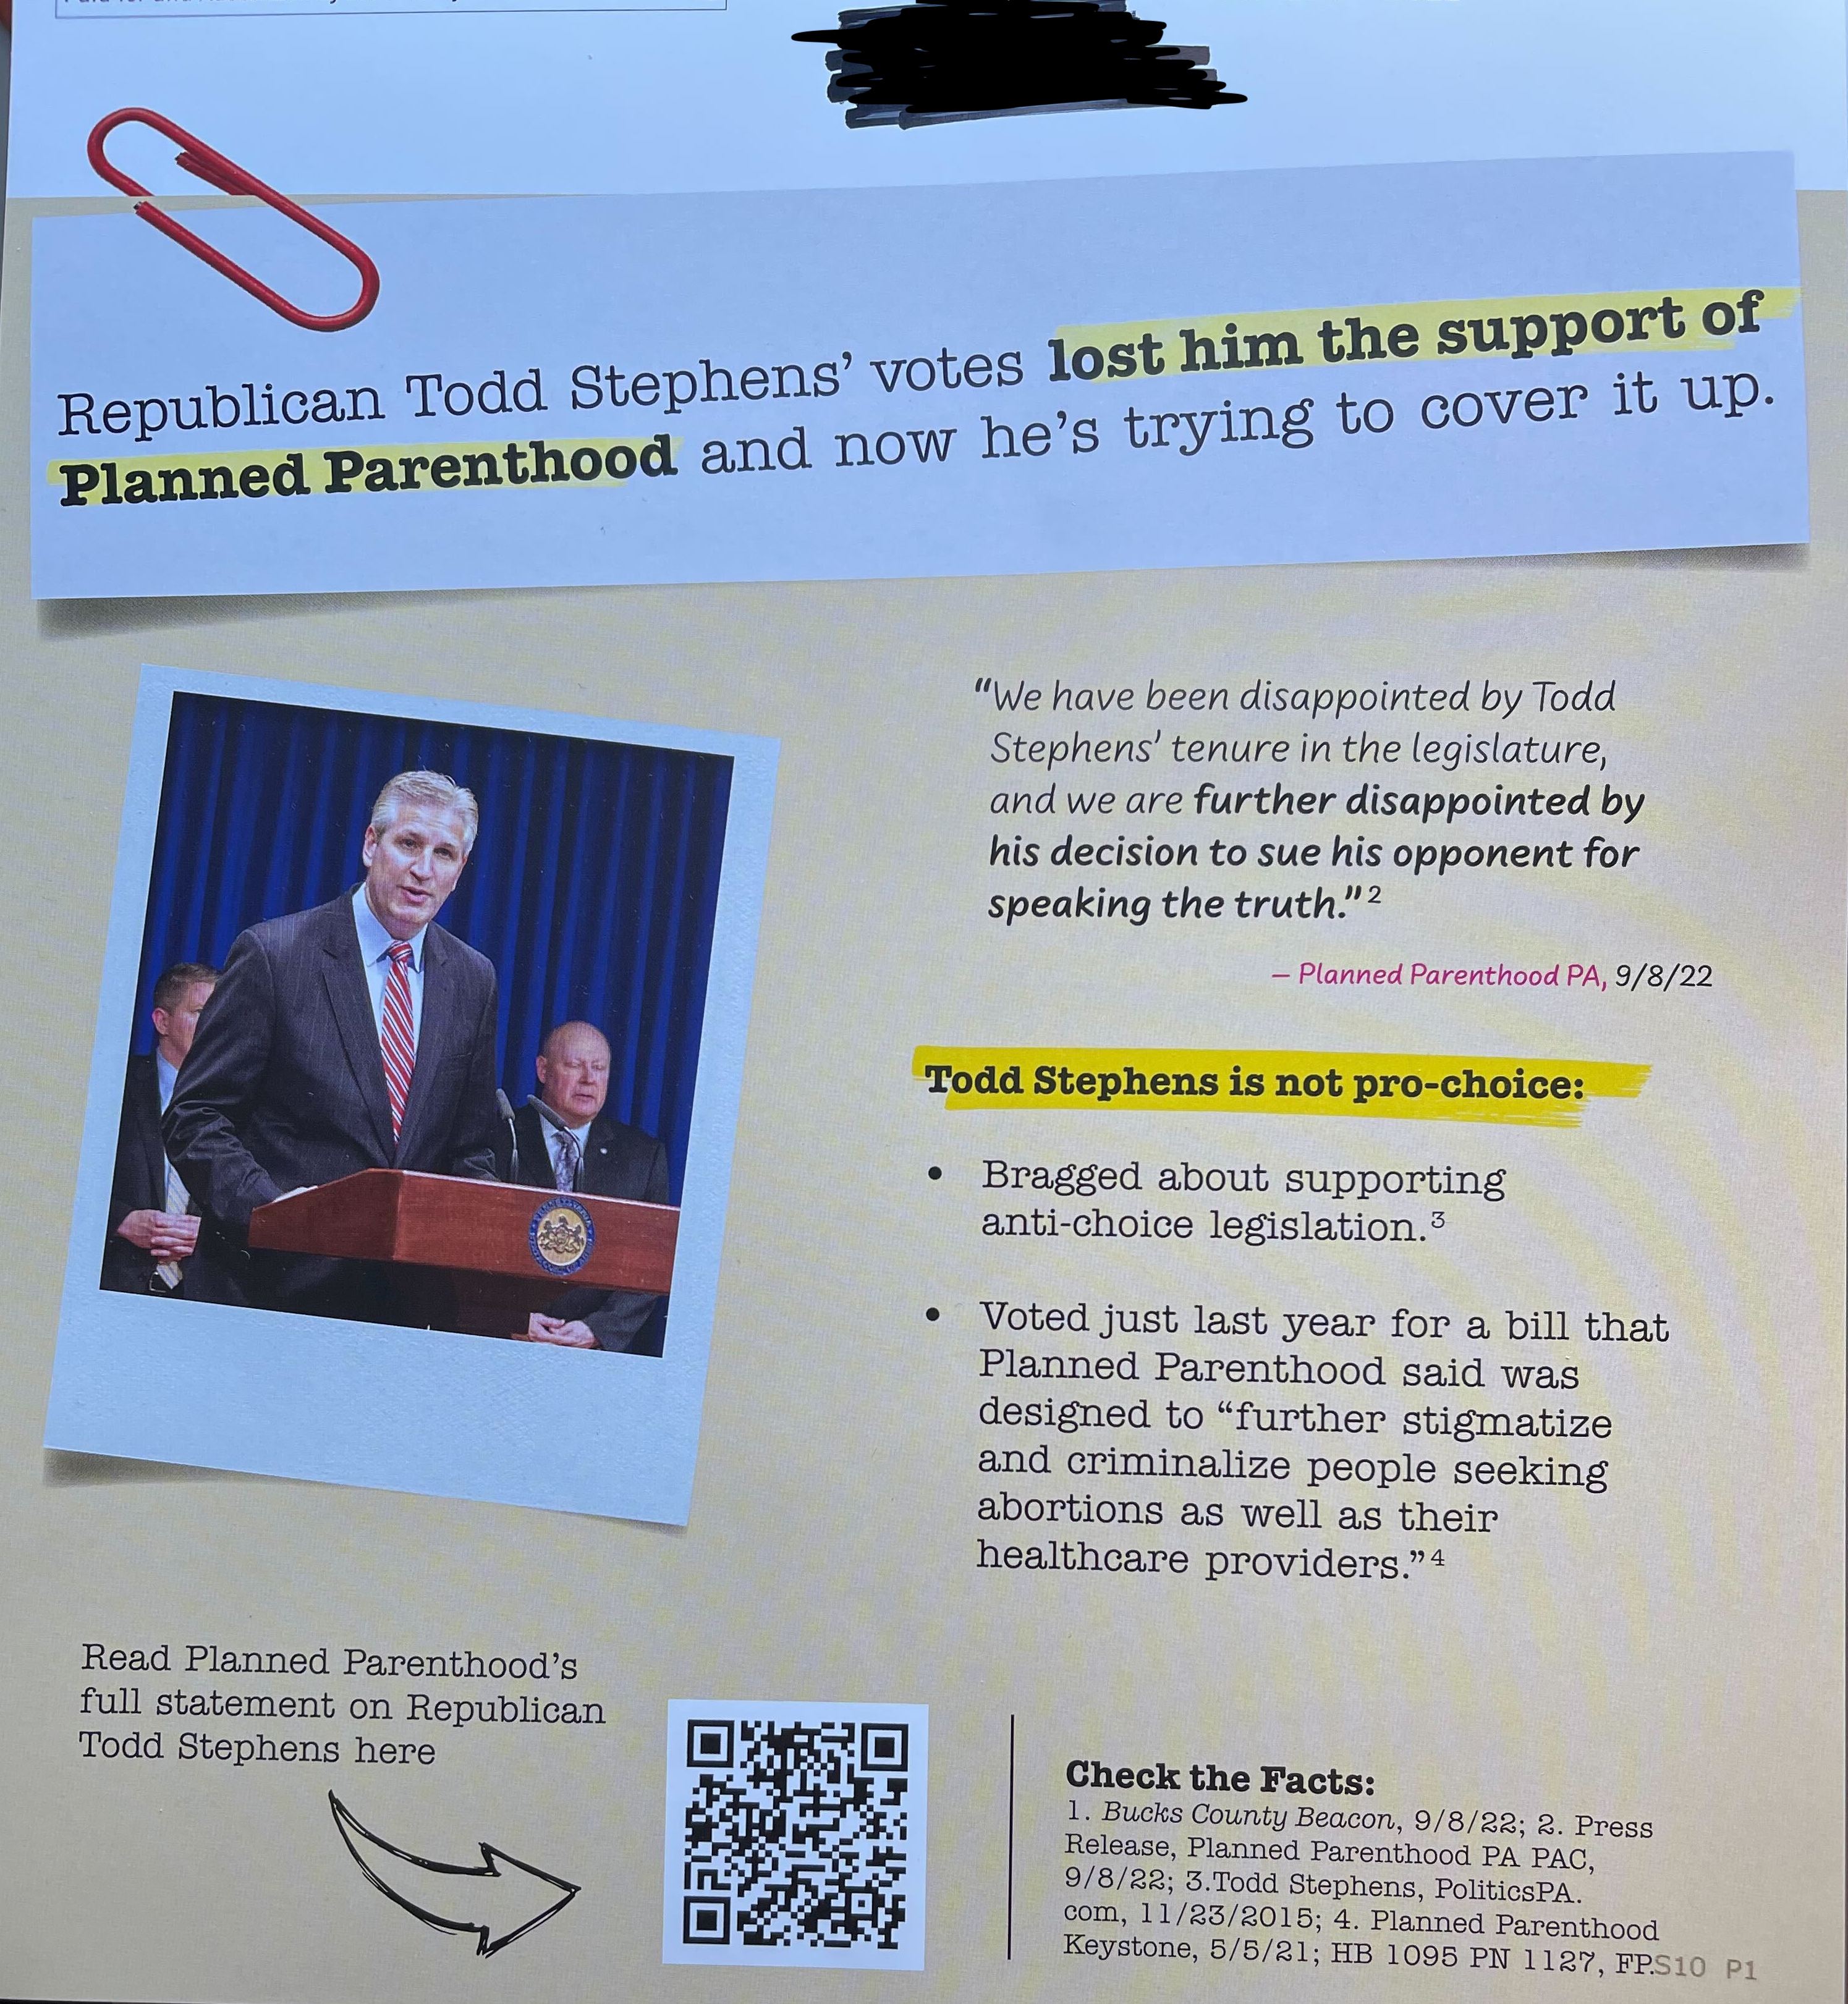 Republican Todd Stephens’ votes lost him the support of
Planned Parenthood and now he’s trying to cover it up.
“We have been disappointed by Todd
Stephens’ tenure in the legislature,
and we are further disappointed by
his decision to sue his opponent for
speaking the truth.”2
– Planned Parenthood PA, 9/8/22
Todd Stephens is not pro-choice:
• Bragged about supporting
anti-choice legislation.3
• Voted just last year for a bill that
Planned Parenthood said was
designed to “further stigmatize
and criminalize people seeking
abortions as well as their
healthcare providers.”4
Read Planned Parenthood’s
full statement on Republican
Todd Stephens here
Check the Facts:
1. Bucks County Beacon, 9/8/22; 2. Press
Release, Planned Parenthood PA PAC,
9/8/22; 3.Todd Stephens, PoliticsPA.
com, 11/23/2015; 4. Planned Parenthood
Keystone, 5/5/21; HB 1095 PN 1127, FP.S10 P1